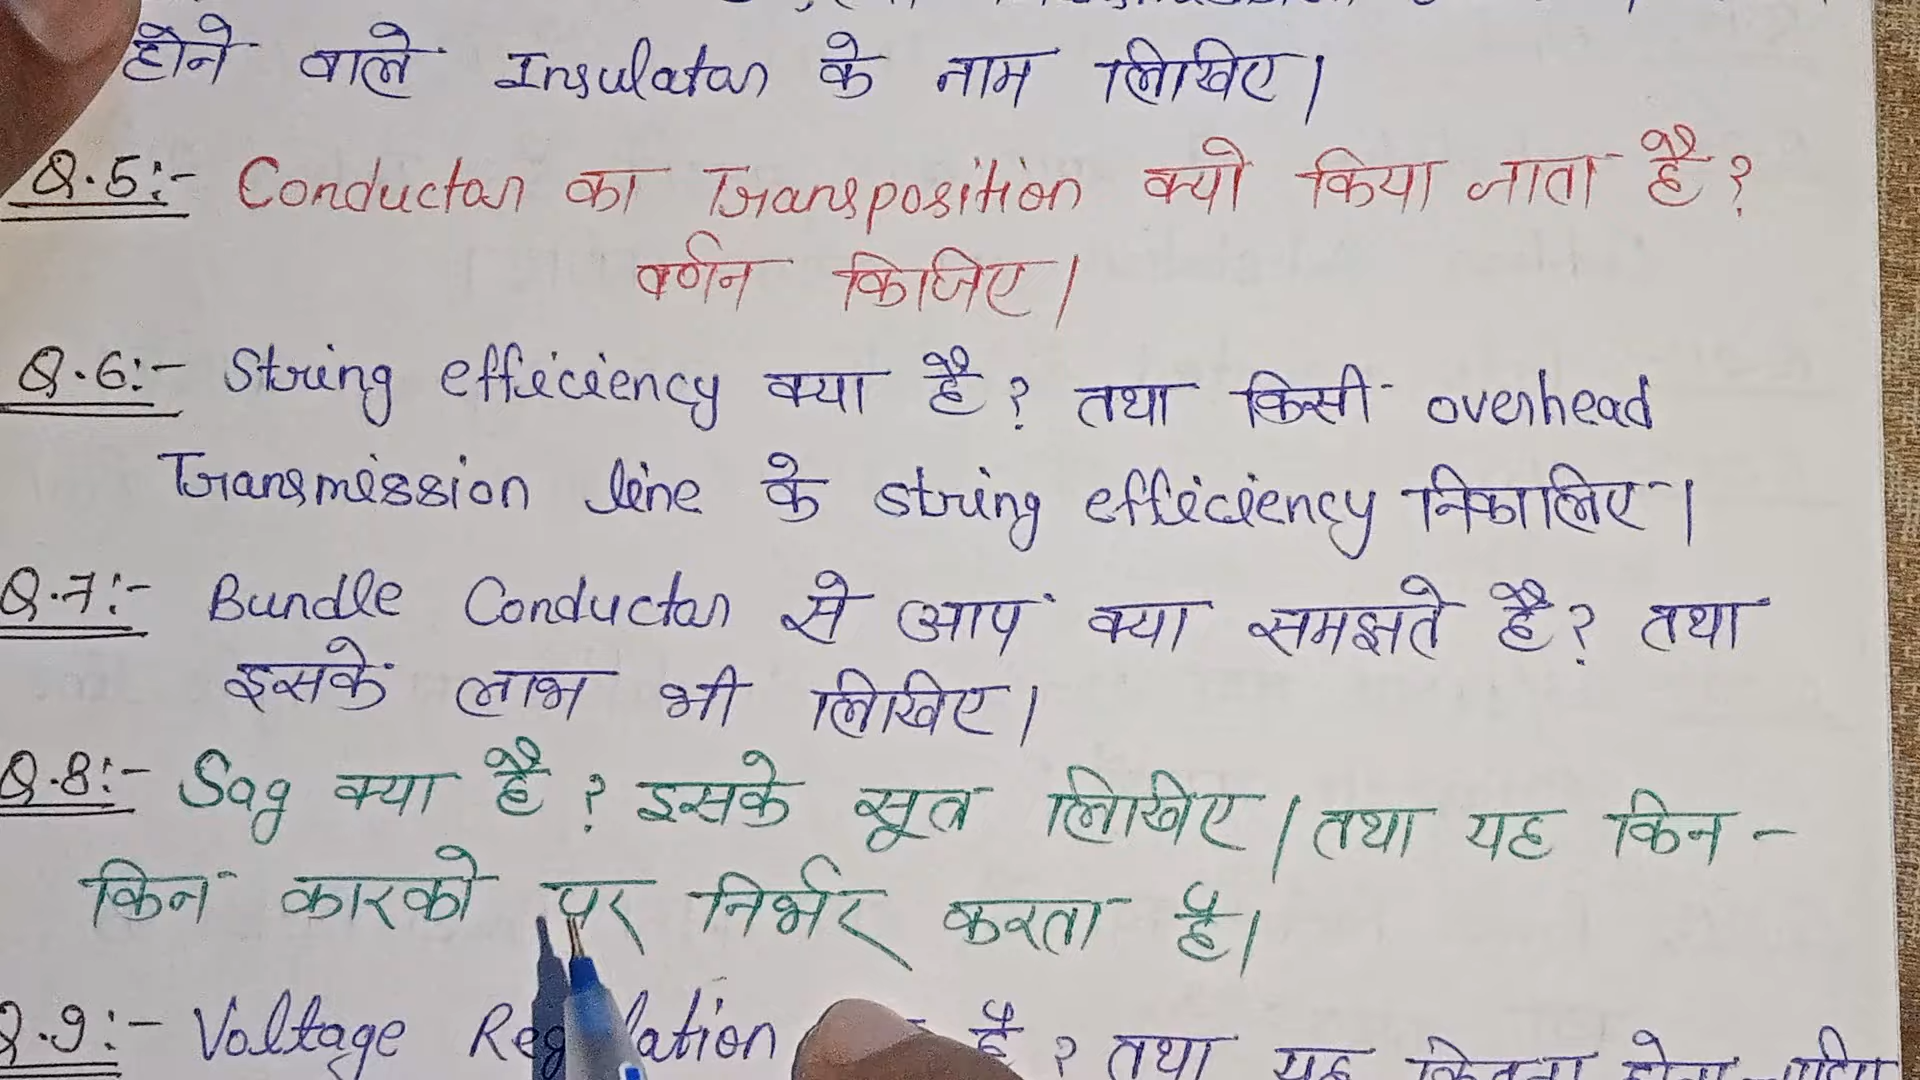 होने वाले Insulator के नाम लिखिए।
Q.5:- Conductor का Transposition क्यो किया जाता है?
वर्णन किजिए।
Q.6:- String efficiency क्या है? तथा किसी overhead
Transmission line के string efficiency निकालिए।
Q.7:- Bundle Conductor से आप क्या समझते है? तथा
इसके लाभ भी लिखिए।
Q.8:- Sag क्या है? इसके सूत्र लिखिए। तथा यह किन-
किन कारको पर निर्भर करता है।
Q.9:- Voltage है? तथा यह कितना होना